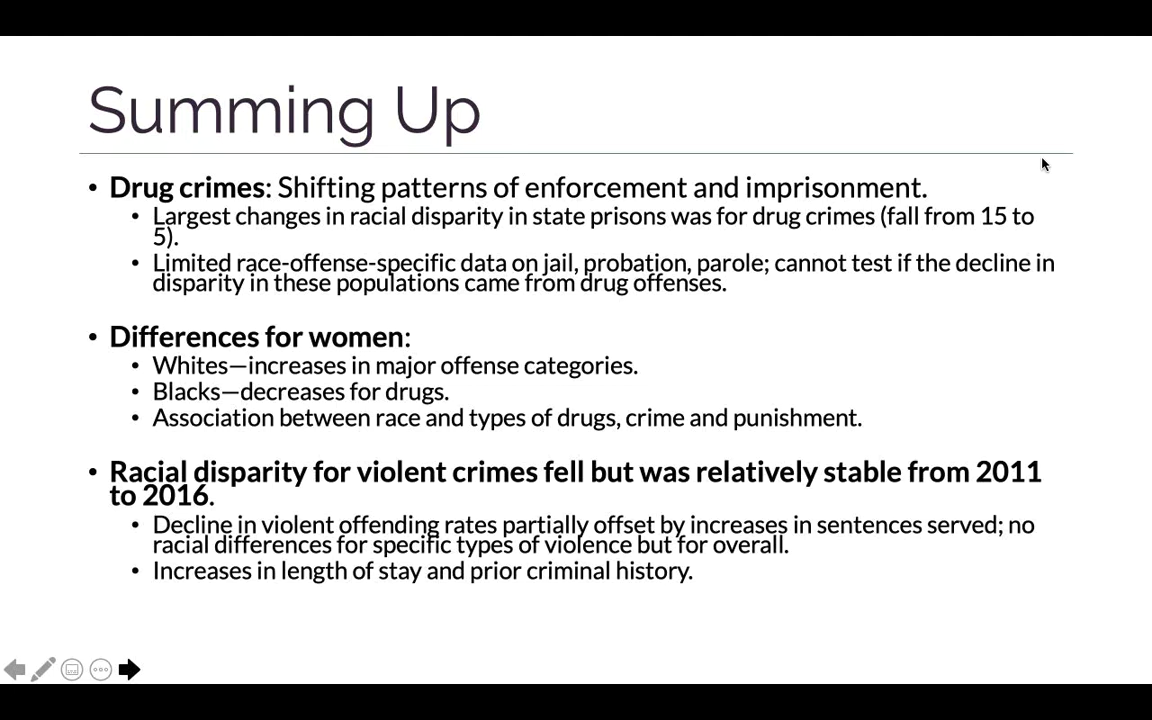 Summing Up
• Drug crimes: Shifting patterns of enforcement and imprisonment.
• Largest changes in racial disparity in state prisons was for drug crimes (fall from 15 to
5).
• Limited race-offense-specific data on jail, probation, parole; cannot test if the decline in
disparity in these populations came from drug offenses.
• Differences for women:
• Whites—increases in major offense categories.
• Blacks—decreases for drugs.
• Association between race and types of drugs, crime and punishment.
• Racial disparity for violent crimes fell but was relatively stable from 2011
to 2016.
• Decline in violent offending rates partially offset by increases in sentences served; no
racial differences for specific types of violence but for overall.
• Increases in length of stay and prior criminal history.